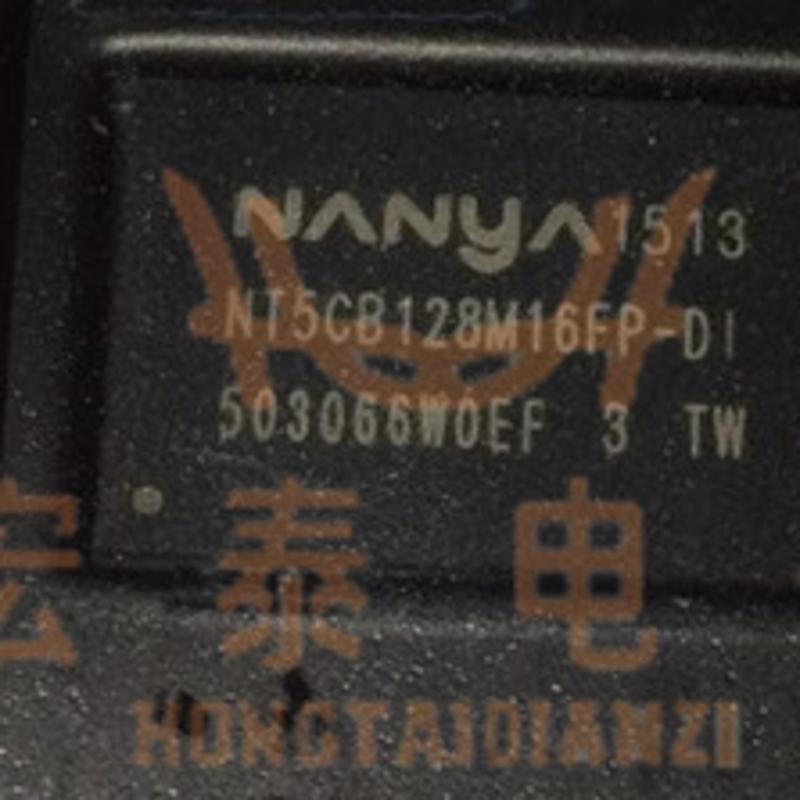 NANYA 1513
NT5CB128M16FP-DI
503066W0EF 3 TW
宏泰电
HONGTAIDIANZI